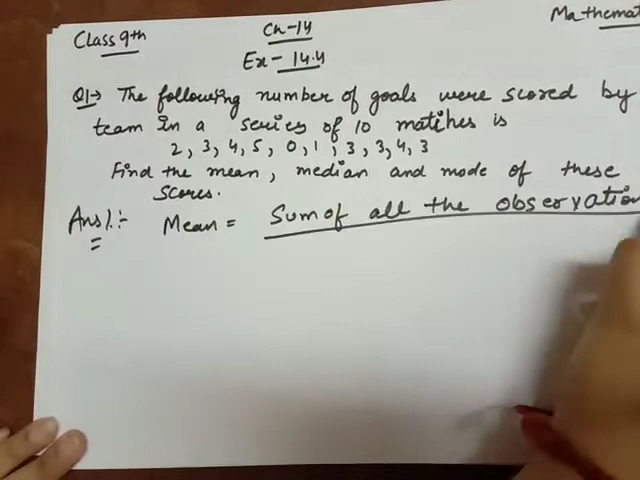 Class 9th
Ch-14
Mathemat
Ex- 14.4
Q1→ The following number of goals were scored by
team in a series of 10 matches is
2, 3, 4, 5, 0, 1, 3, 3, 4, 3
Find the mean, median and mode of these
scores.
Ans1:- Mean = Sum of all the observation